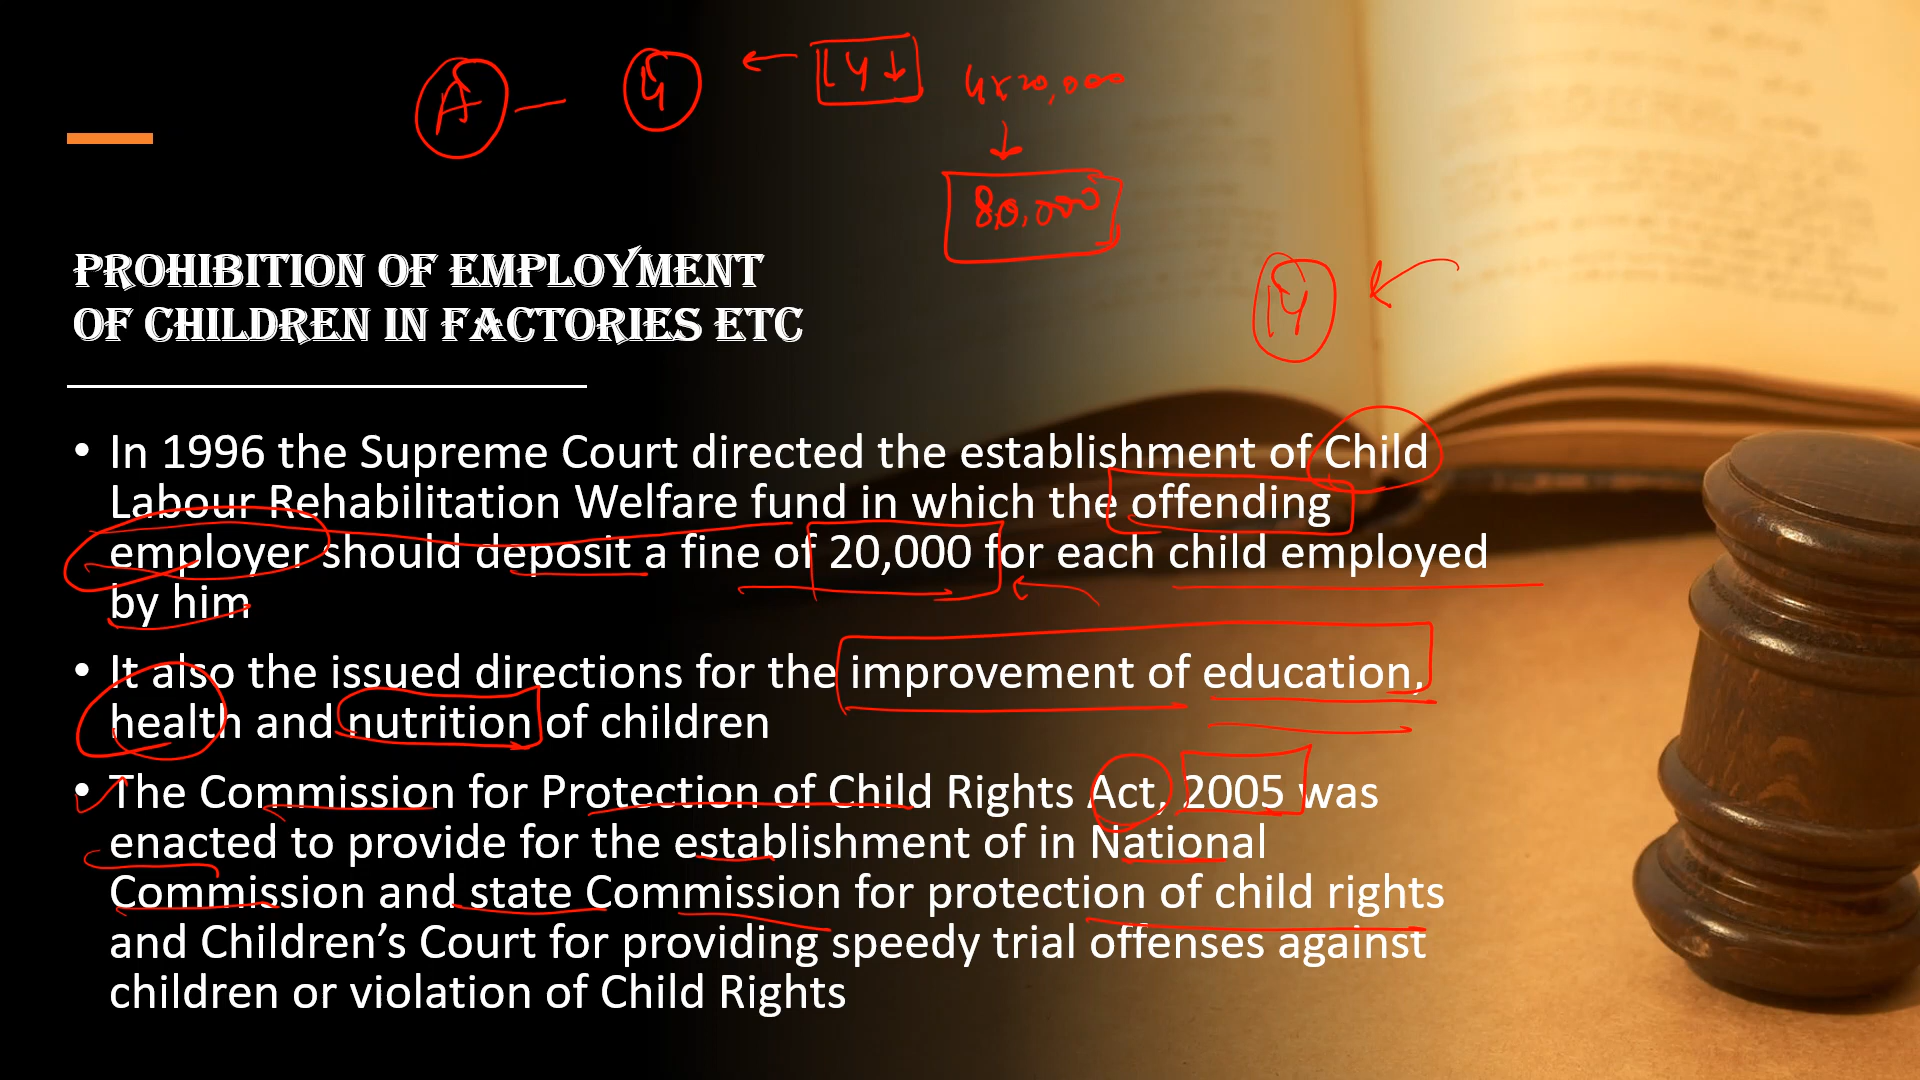 A — 4 ← 14↓ 4x20,000
↓
80,000
PROHIBITION OF EMPLOYMENT
OF CHILDREN IN FACTORIES ETC
14
• In 1996 the Supreme Court directed the establishment of Child
Labour Rehabilitation Welfare fund in which the offending
employer should deposit a fine of 20,000 for each child employed
by him
• It also the issued directions for the improvement of education,
health and nutrition of children
• The Commission for Protection of Child Rights Act, 2005 was
enacted to provide for the establishment of in National
Commission and state Commission for protection of child rights
and Children’s Court for providing speedy trial offenses against
children or violation of Child Rights